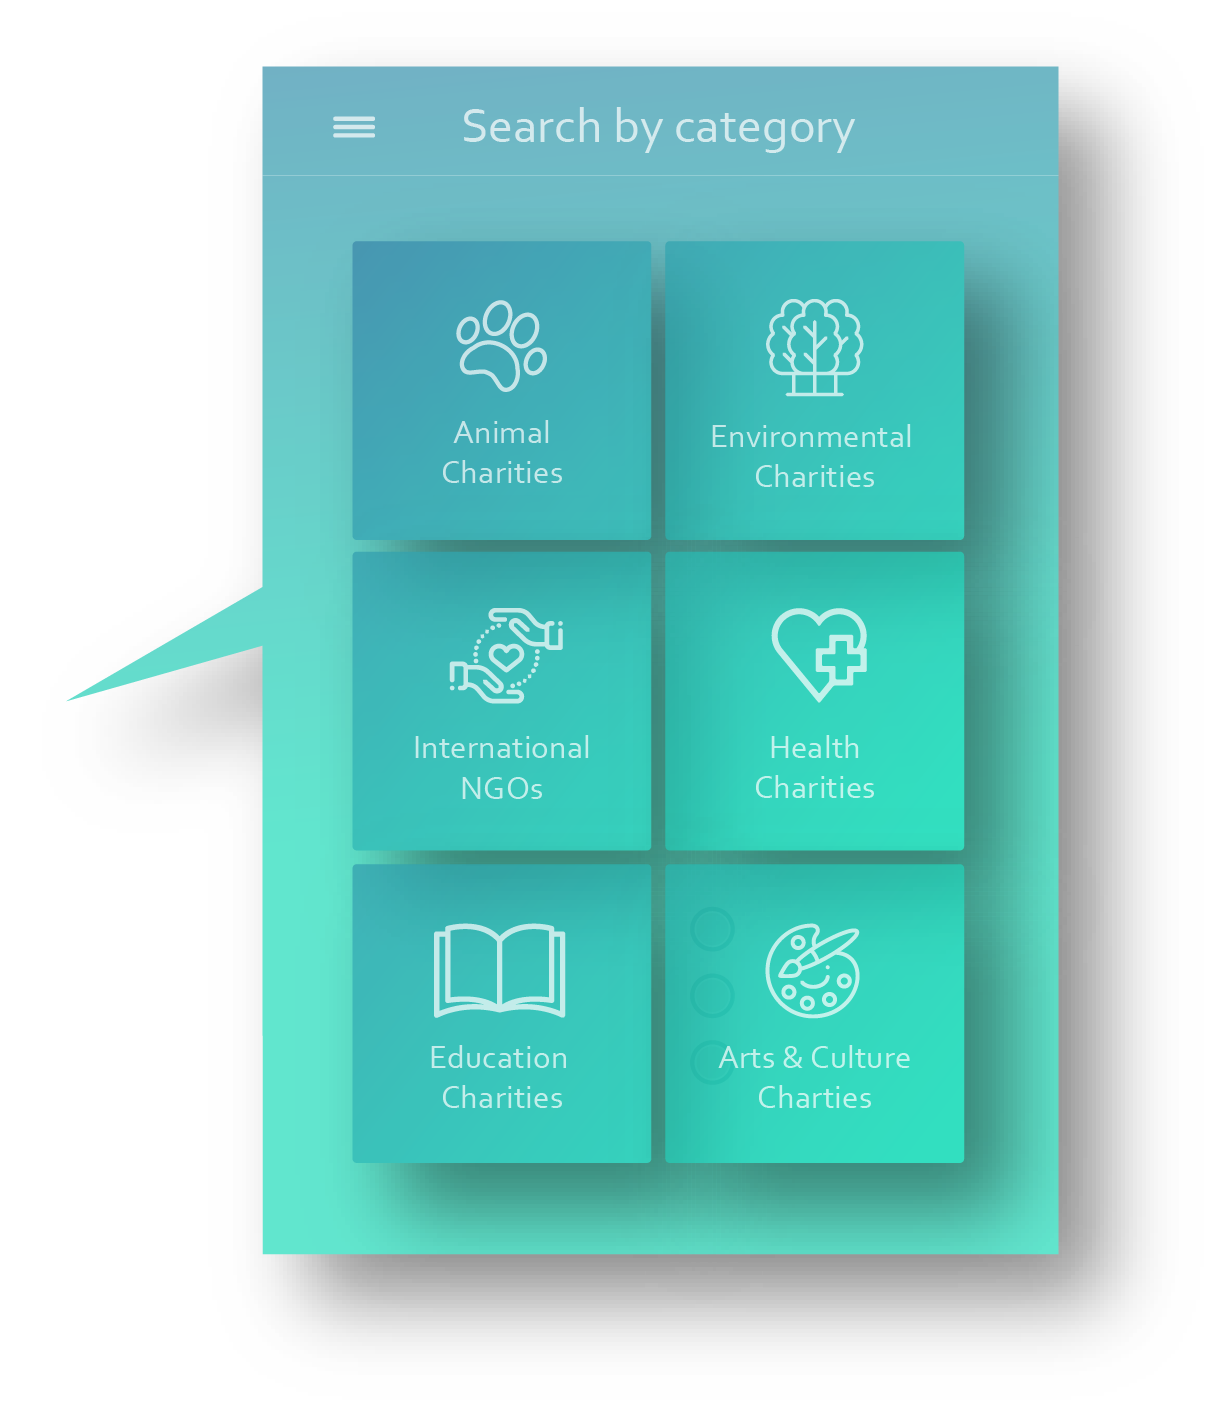 Search by category
Animal
Charities
Environmental
Charities
International
NGOs
Health
Charities
Education
Charities
Arts & Culture
Charties